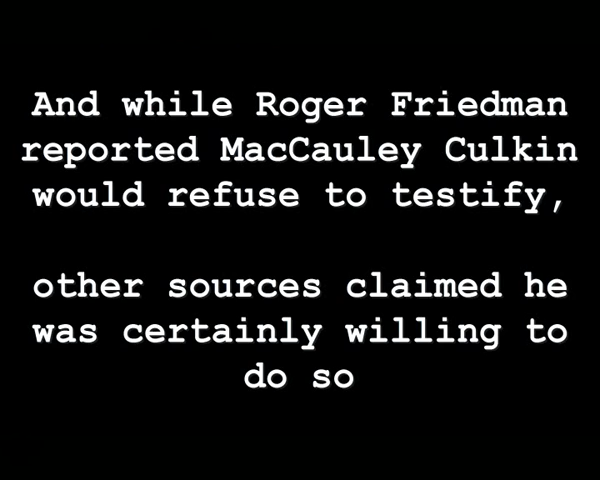 And while Roger Friedman
reported MacCauley Culkin
would refuse to testify,
other sources claimed he
was certainly willing to
do so